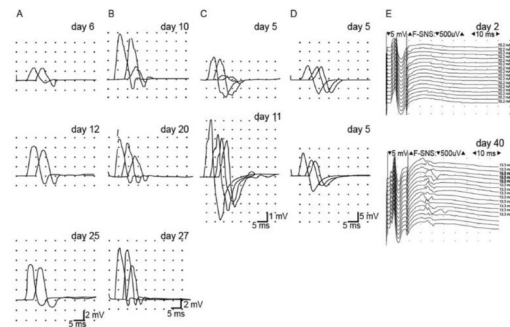 A
B
C
D
E
day 6
day 10
day 5
day 5
day 2
▼5 mV▲F-SNS:▼500uV▲ ◄10 ms►
day 12
day 20
11
day 5
day 40
▼5 mV▲F-SNS:▼500uV▲ ◄10 ms►
1 mV
5 ms
5 mV
5 ms
day 25
day 27
2 mV
5 ms
2 mV
5 ms